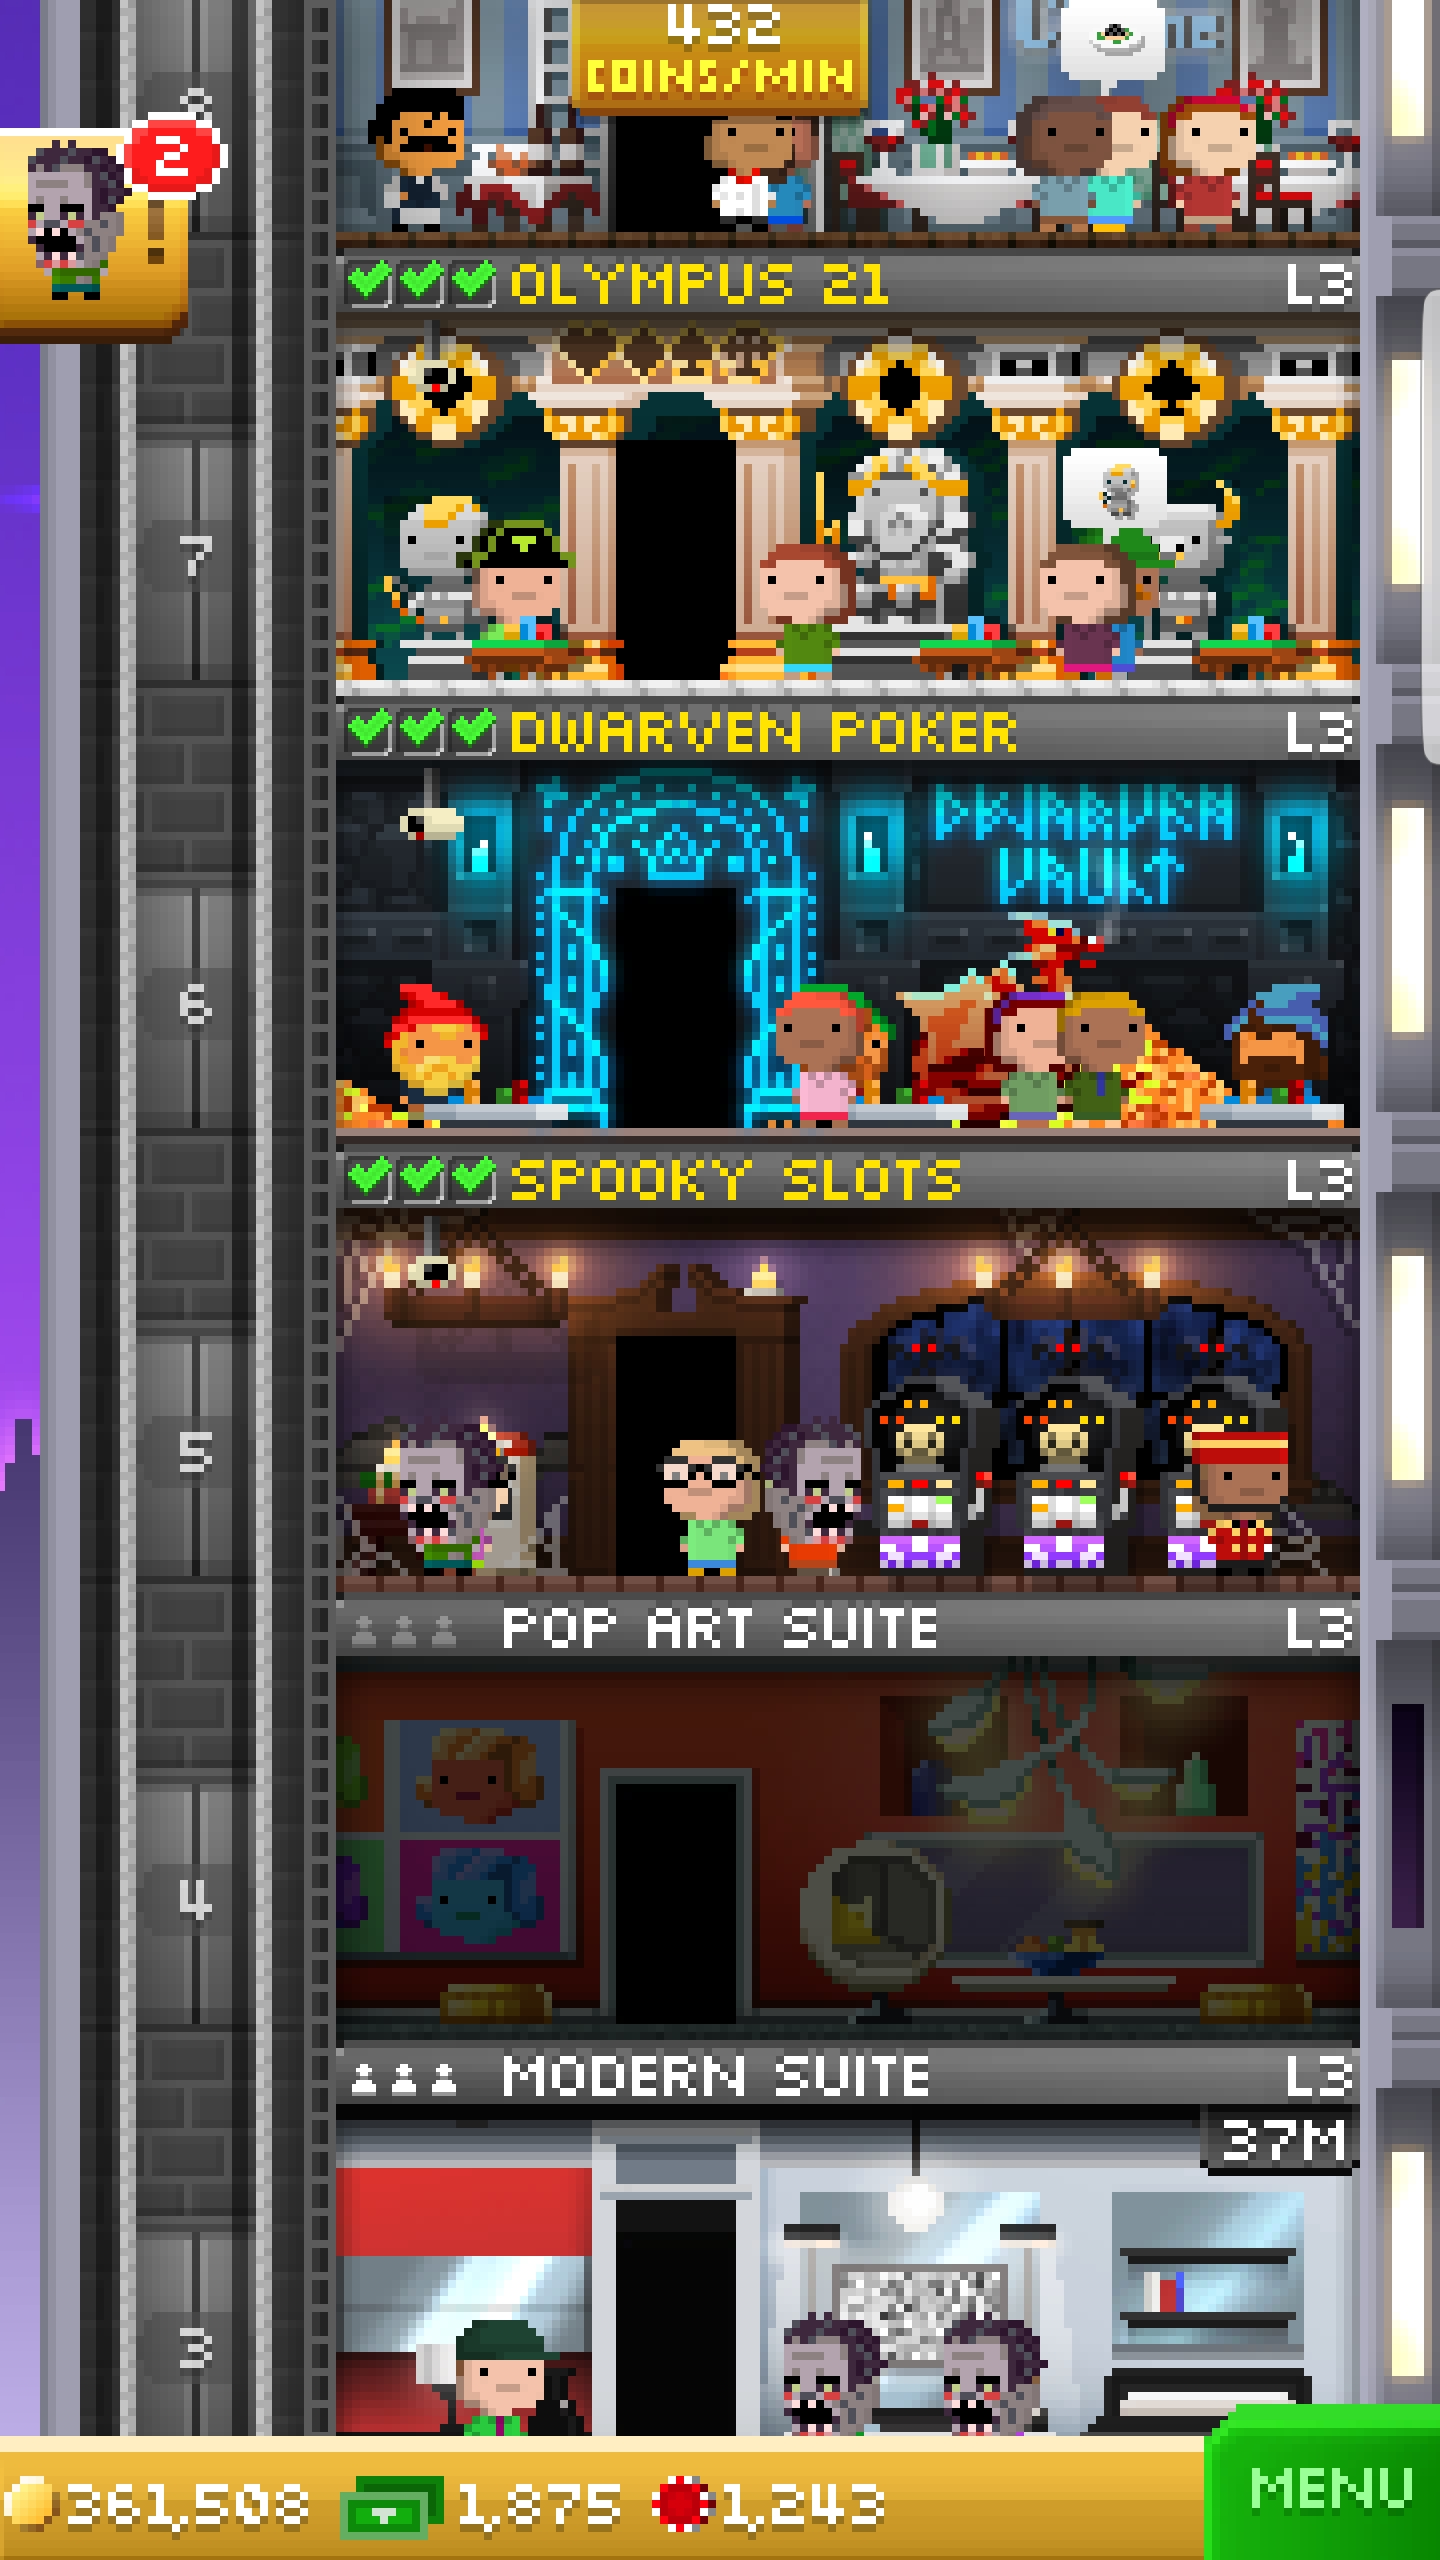 432
COINS/MIN
2
!
OLYMPUS 21 L3
7
DWARVEN POKER L3
DWARVEN
VAULT
6
SPOOKY SLOTS L3
5
POP ART SUITE L3
4
MODERN SUITE L3
37M
3
361,508 1,875 1,243
MENU